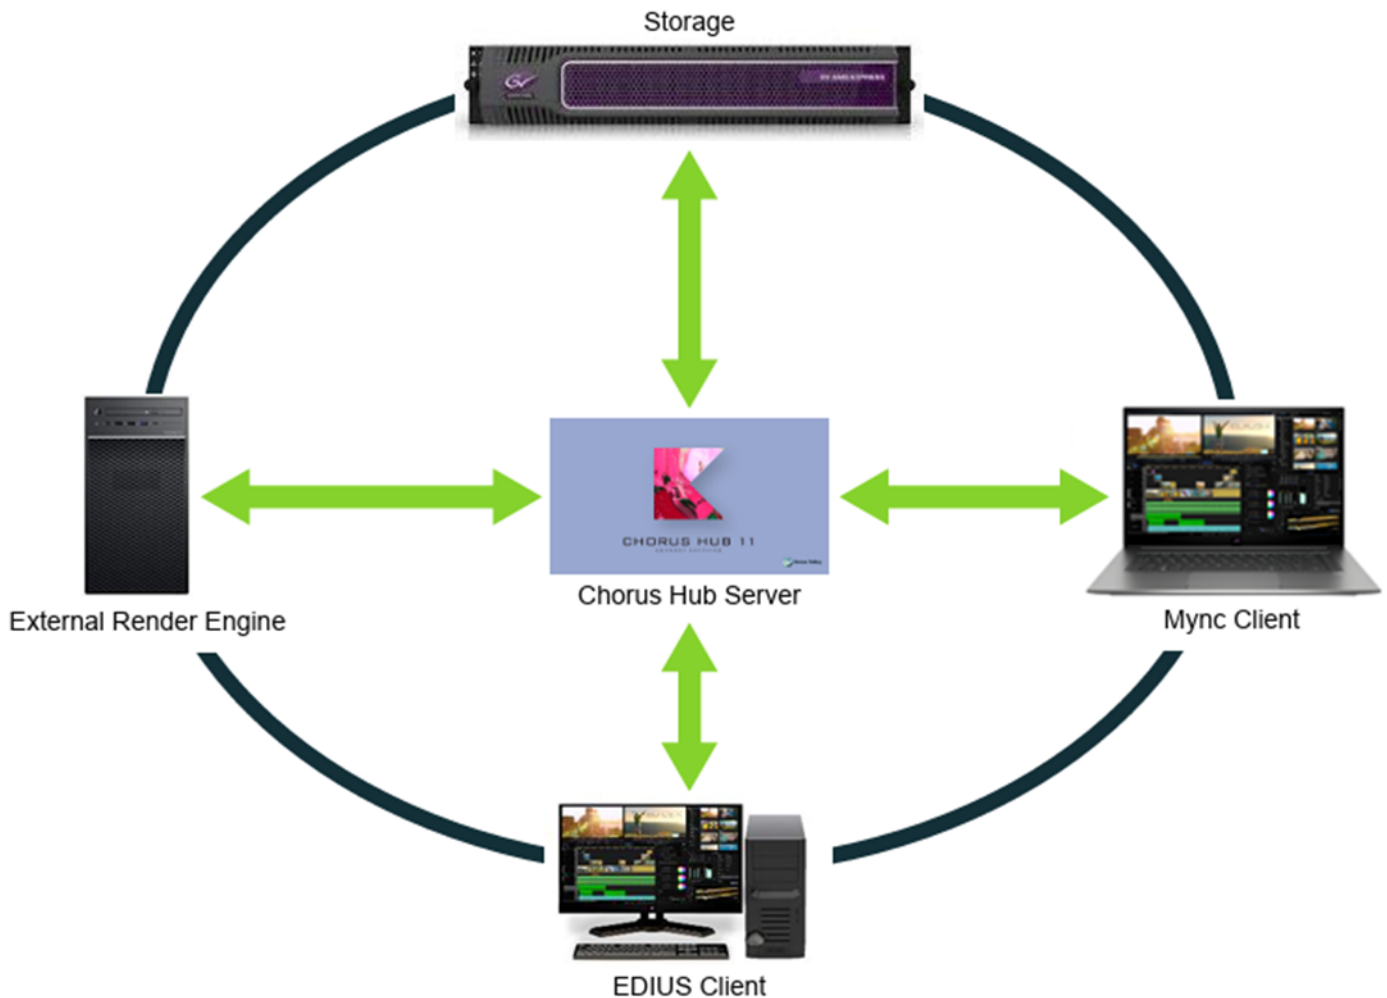 Storage
External Render Engine
CHORUS HUB 11
Chorus Hub Server
Mync Client
EDIUS Client